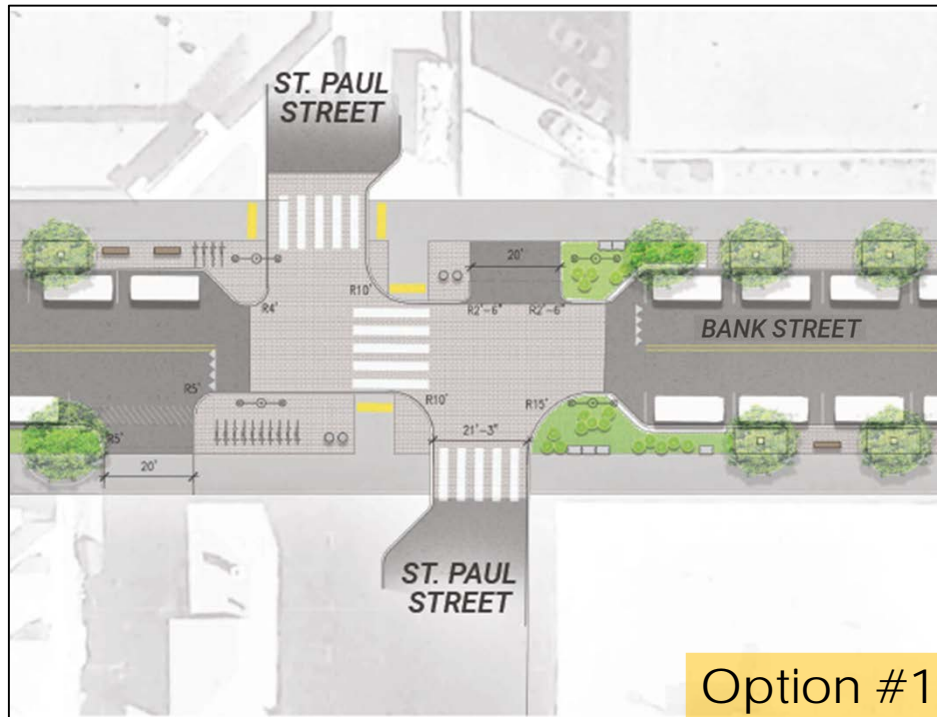 ST. PAUL
STREET
20'
R4'
R10'
R2'-6"
R2'-6"
BANK STREET
R5'
R10'
R15'
R5'
21'-3"
20'
ST. PAUL
STREET
Option #1